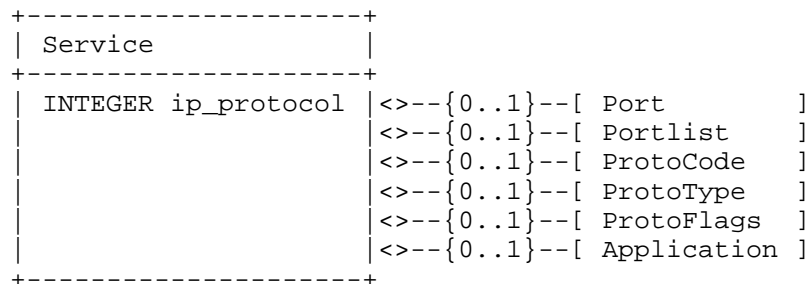 +---------------------+
| Service             |
+---------------------+
| INTEGER ip_protocol |<>--{0..1}--[ Port        ]
|                     |<>--{0..1}--[ Portlist    ]
|                     |<>--{0..1}--[ ProtoCode   ]
|                     |<>--{0..1}--[ ProtoType   ]
|                     |<>--{0..1}--[ ProtoFlags  ]
|                     |<>--{0..1}--[ Application ]
+---------------------+